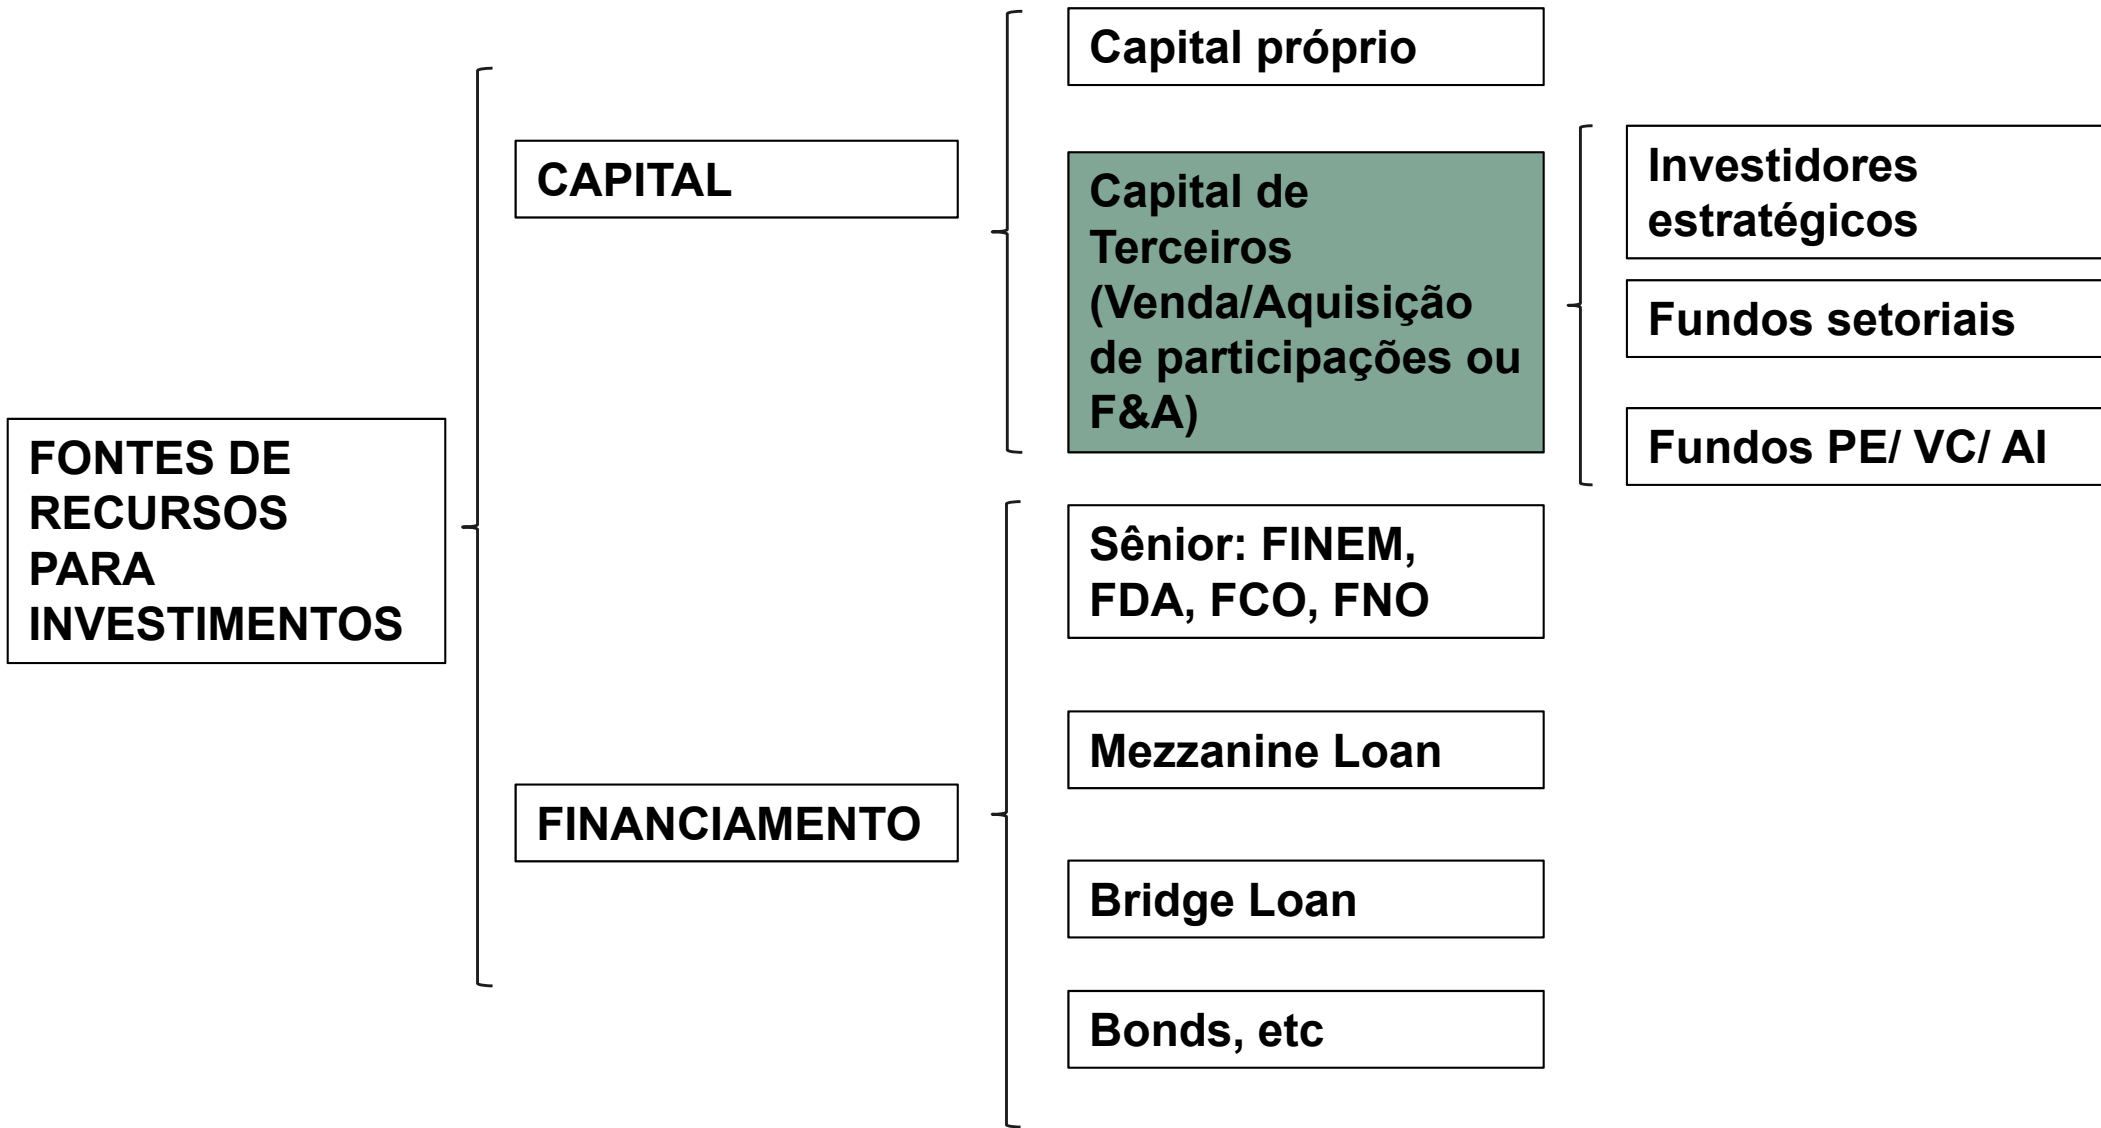 FONTES DE
RECURSOS
PARA
INVESTIMENTOS
CAPITAL
Capital próprio
Capital de
Terceiros
(Venda/Aquisição
de participações ou
F&A)
Investidores
estratégicos
Fundos setoriais
Fundos PE/ VC/ AI
FINANCIAMENTO
Sênior: FINEM,
FDA, FCO, FNO
Mezzanine Loan
Bridge Loan
Bonds, etc